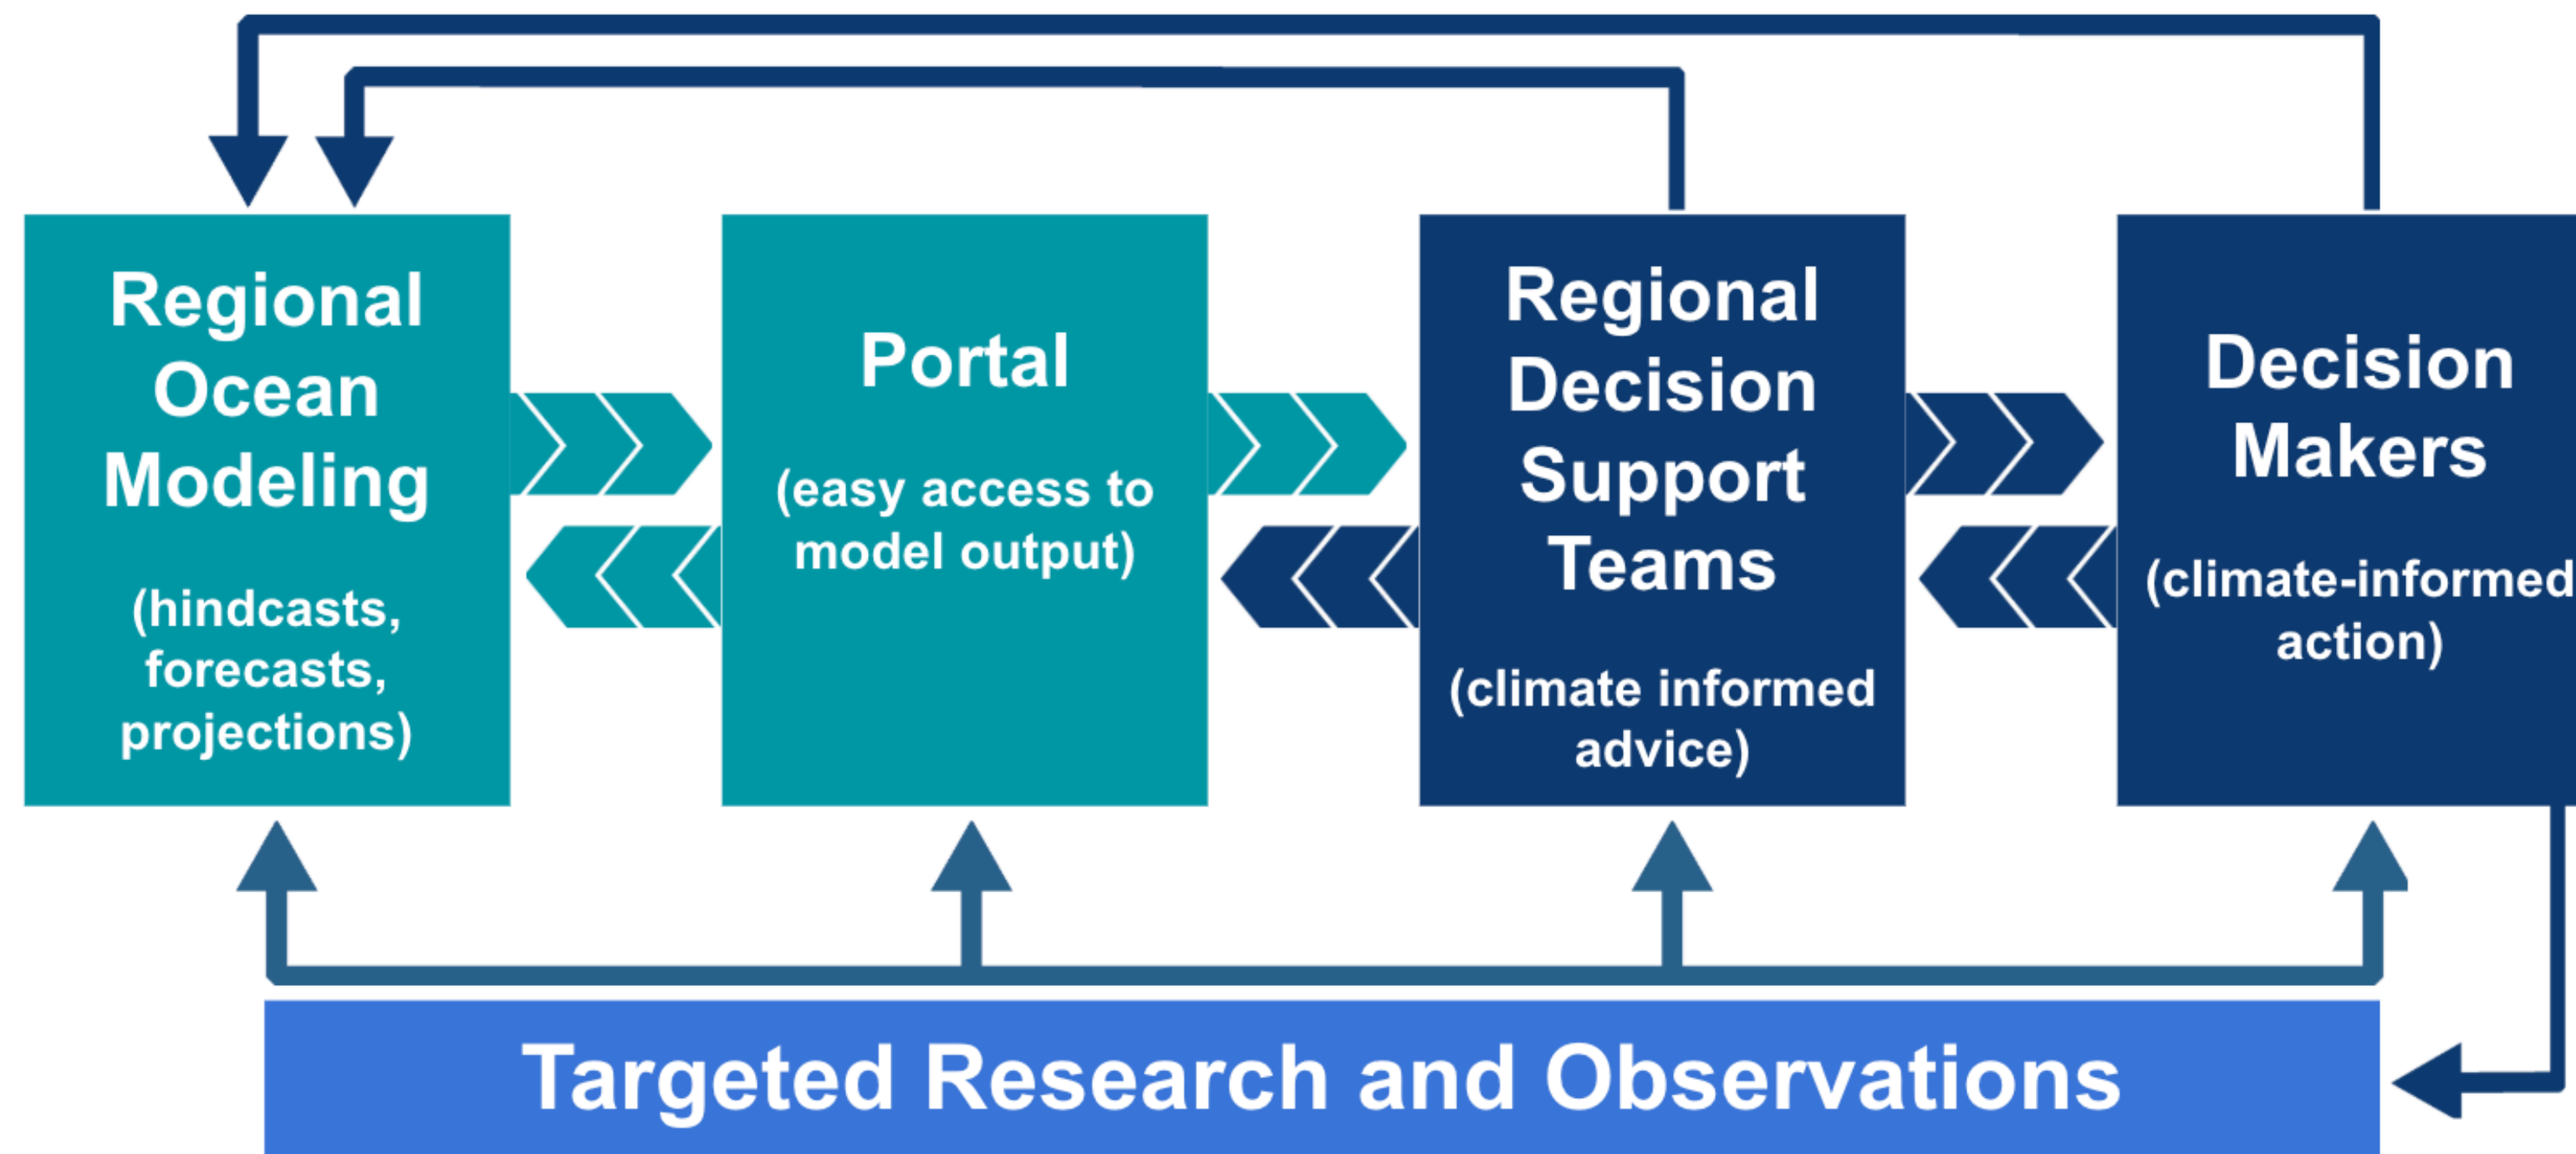 Regional
Ocean
Modeling
(hindcasts,
forecasts,
projections)
Portal
(easy access to
model output)
Regional
Decision
Support
Teams
(climate informed
advice)
Decision
Makers
(climate-informed
action)
Targeted Research and Observations